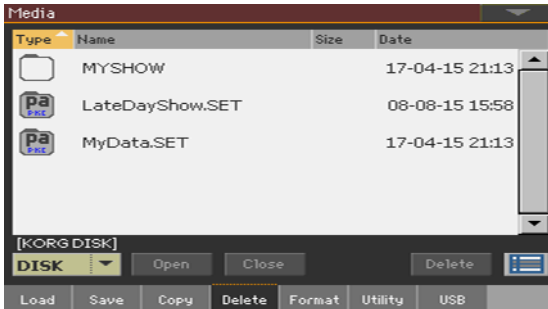 Media
Type Name Size Date
MYSHOW 17-04-15 21:13
pa PKG LateDayShow.SET 08-08-15 15:58
pa PKG MyData.SET 17-04-15 21:13
[KORG DISK]
DISK Open Close Delete
Load Save Copy Delete Format Utility USB